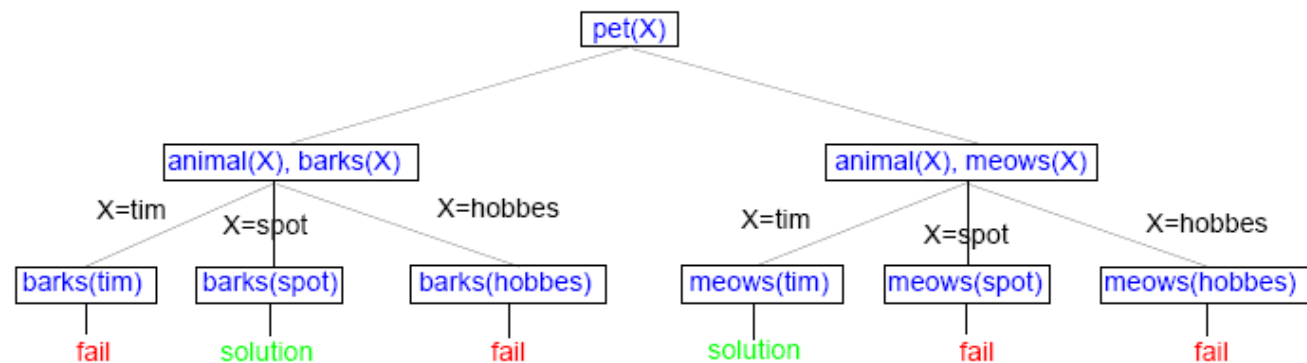 pet(X)
animal(X), barks(X)
animal(X), meows(X)
X=tim
X=spot
X=hobbes
X=tim
X=spot
X=hobbes
barks(tim)
barks(spot)
barks(hobbes)
meows(tim)
meows(spot)
meows(hobbes)
fail
solution
fail
solution
fail
fail